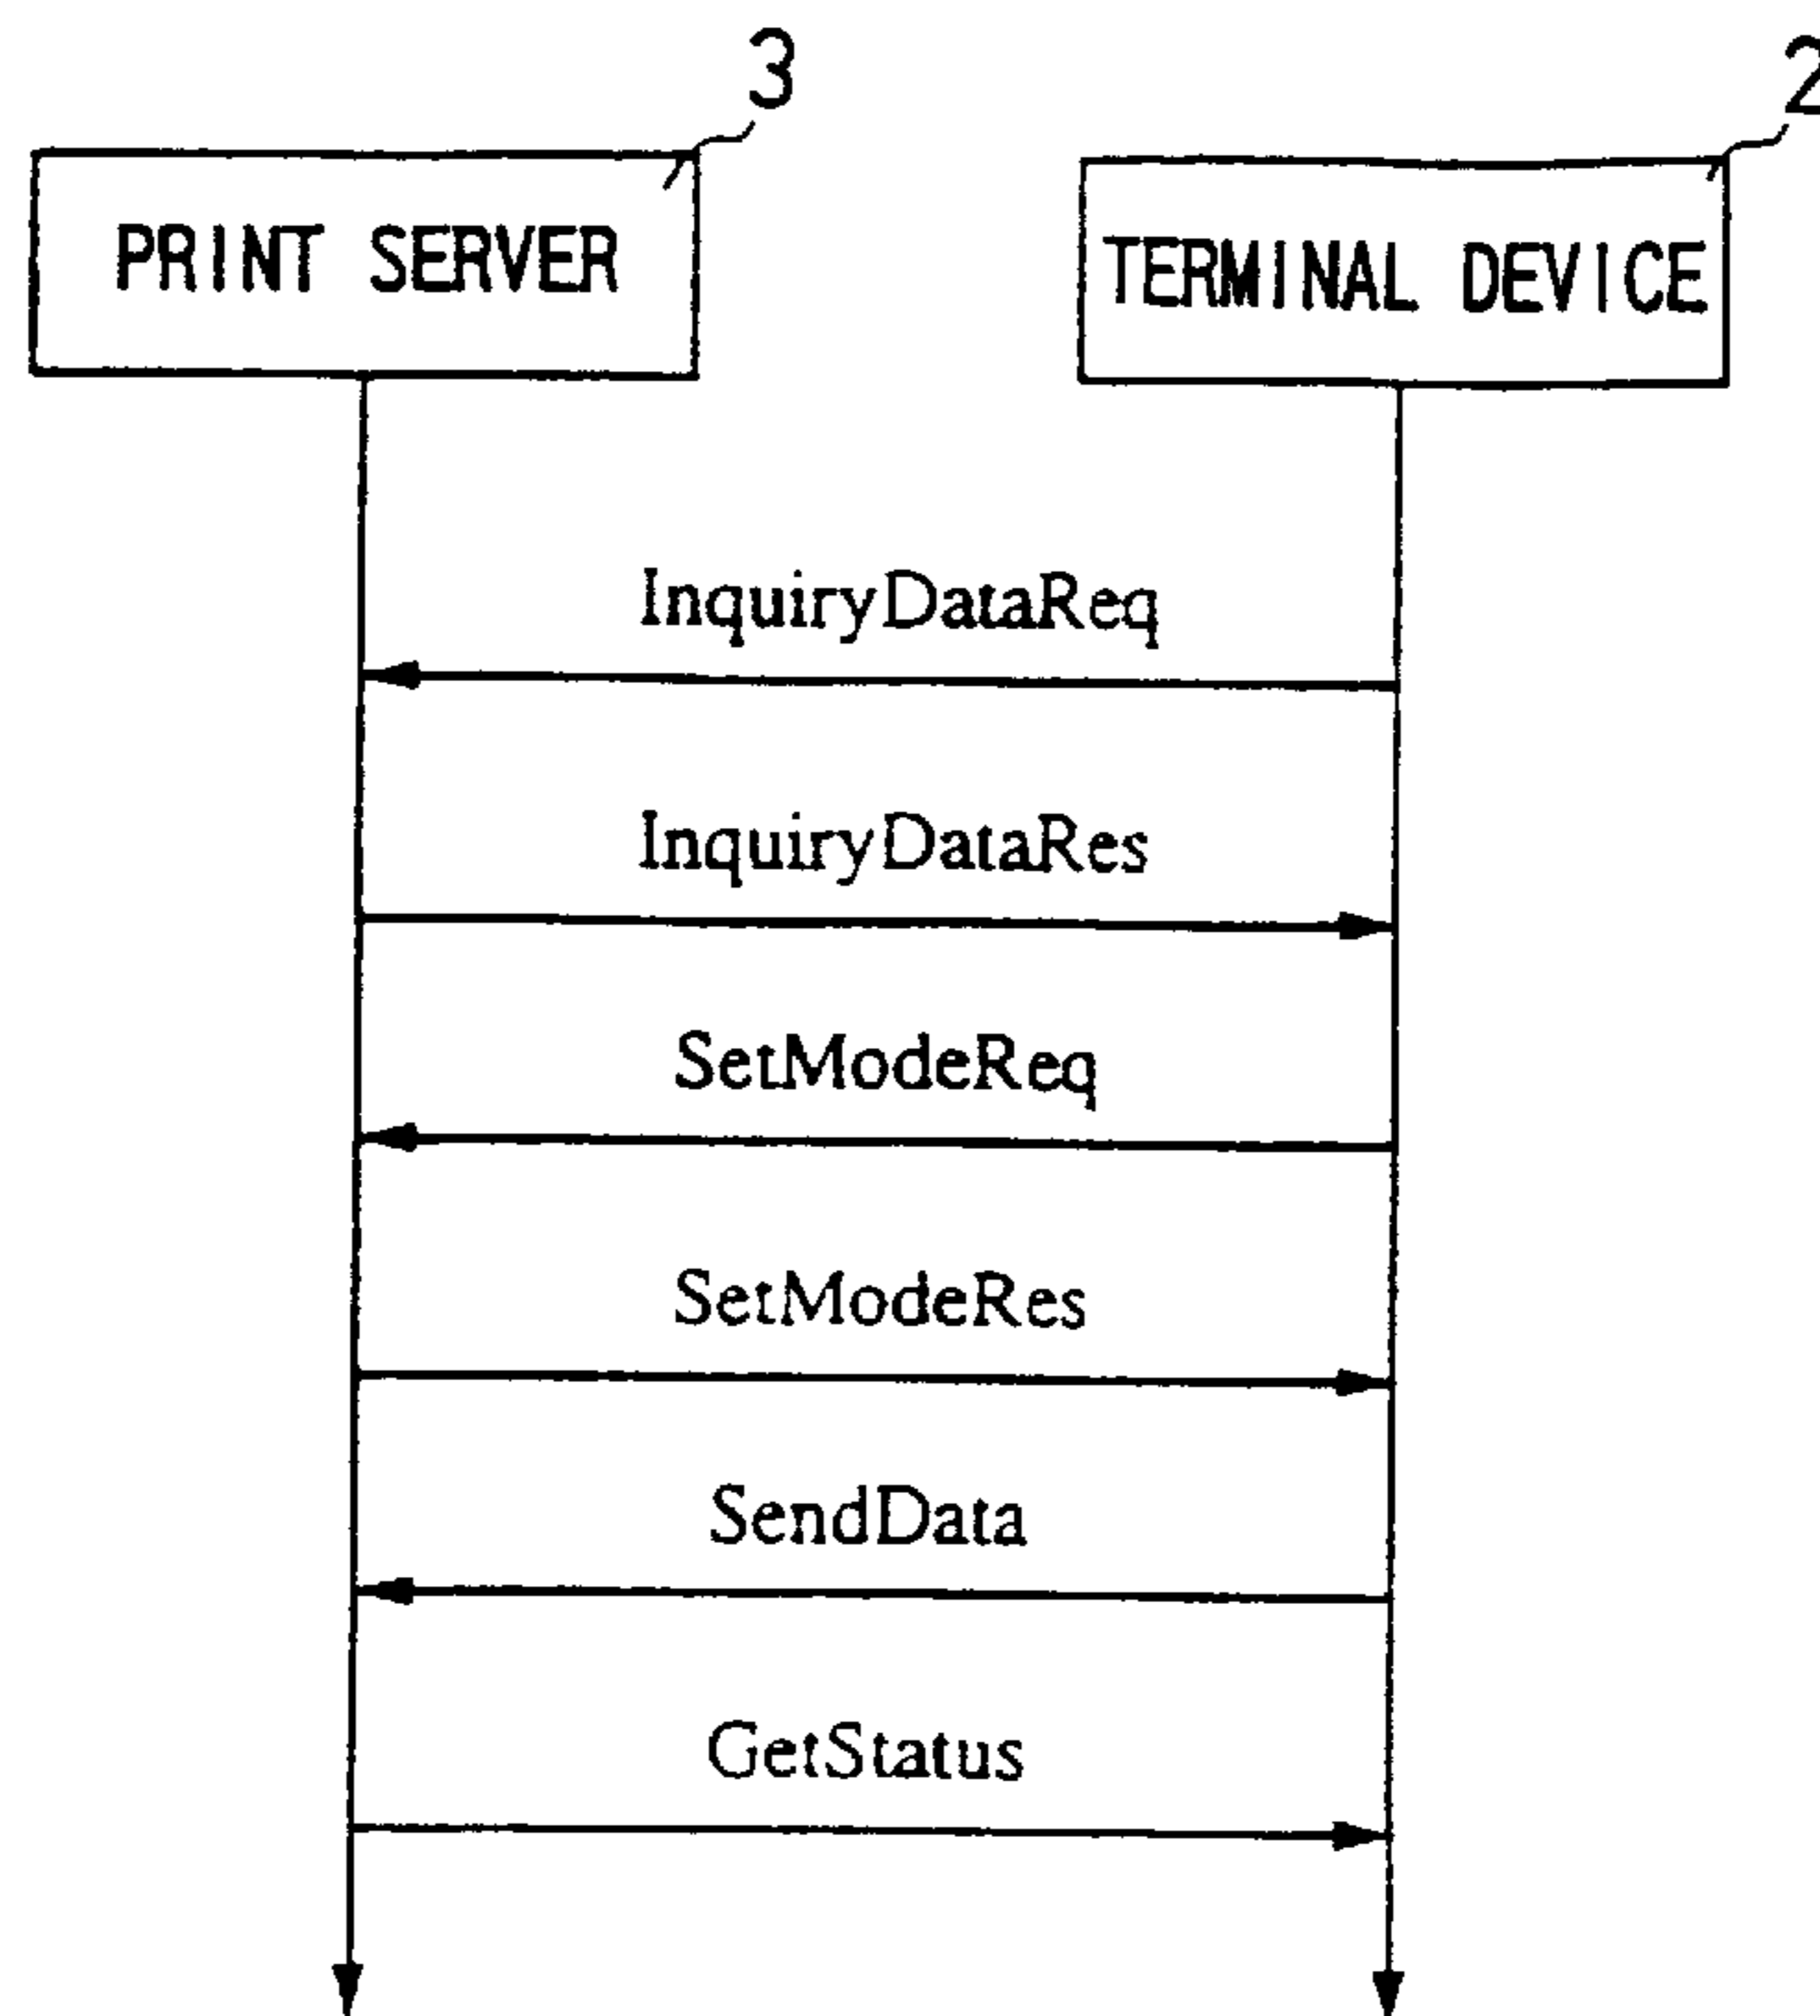 3
2
PRINT SERVER
TERMINAL DEVICE
InquiryDataReq
InquiryDataRes
SetModeReq
SetModeRes
SendData
GetStatus